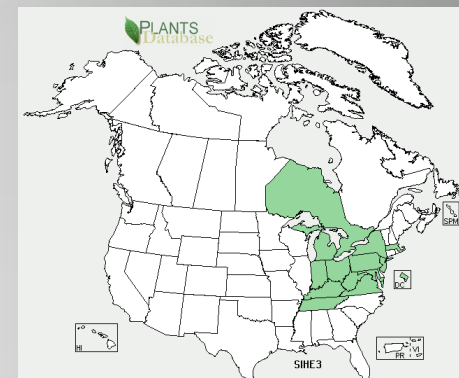 PLANTS
Database
SPM
DC
HI
PR
VI
SIHE3